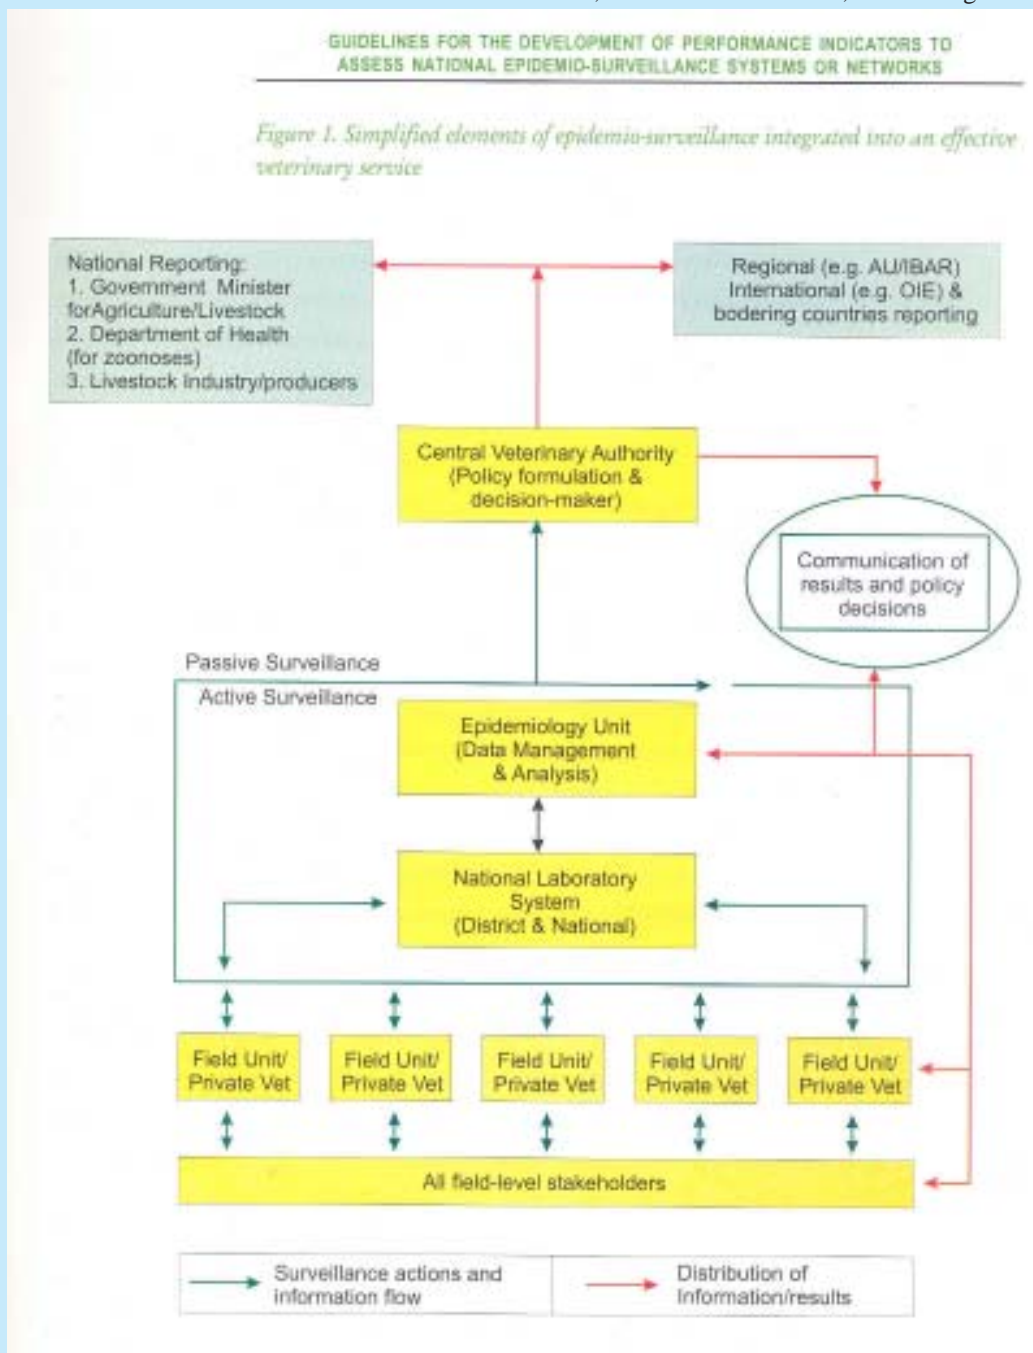 GUIDELINES FOR THE DEVELOPMENT OF PERFORMANCE INDICATORS TO
ASSESS NATIONAL EPIDEMIO-SURVEILLANCE SYSTEMS OR NETWORKS
Figure 1. Simplified elements of epidemio-surveillance integrated into an effective
veterinary service
National Reporting:
1. Government Minister
forAgriculture/Livestock
2. Department of Health
(for zoonoses)
3. Livestock Industry/producers
Regional (e.g. AU/IBAR)
International (e.g. OIE) &
bodering countries reporting
Central Veterinary Authority
(Policy formulation &
decision-maker)
Communication of
results and policy
decisions
Passive Surveillance
Active Surveillance
Epidemiology Unit
(Data Management
& Analysis)
National Laboratory
System
(District & National)
Field Unit/
Private Vet
Field Unit/
Private Vet
Field Unit/
Private Vet
Field Unit/
Private Vet
Field Unit/
Private Vet
All field-level stakeholders
Surveillance actions and
information flow
Distribution of
Information/results